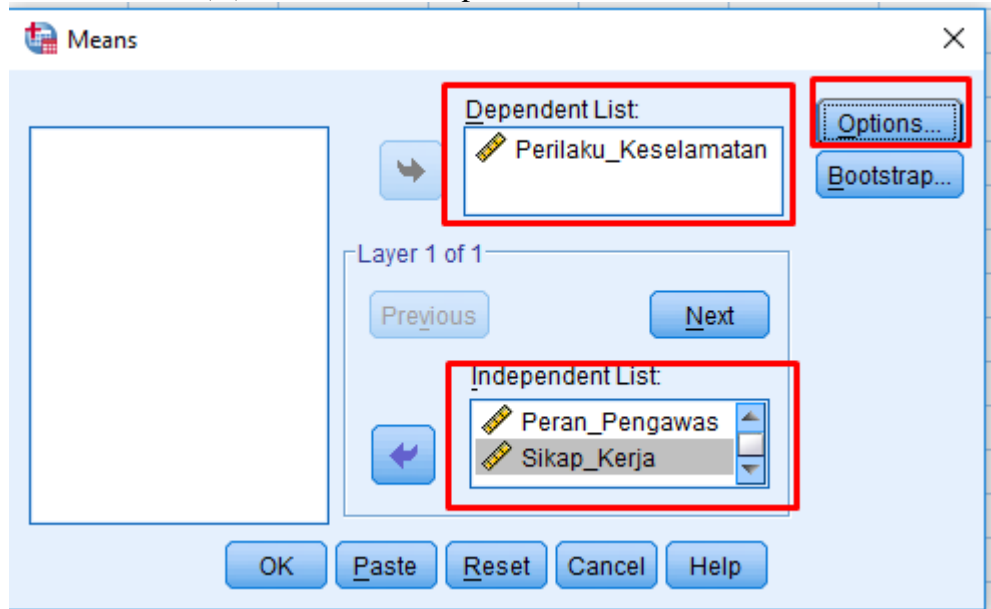 Means
Dependent List:
Perilaku_Keselamatan
Options...
Bootstrap...
Layer 1 of 1
Previous
Next
Independent List:
Peran_Pengawas
Sikap_Kerja
OK
Paste
Reset
Cancel
Help